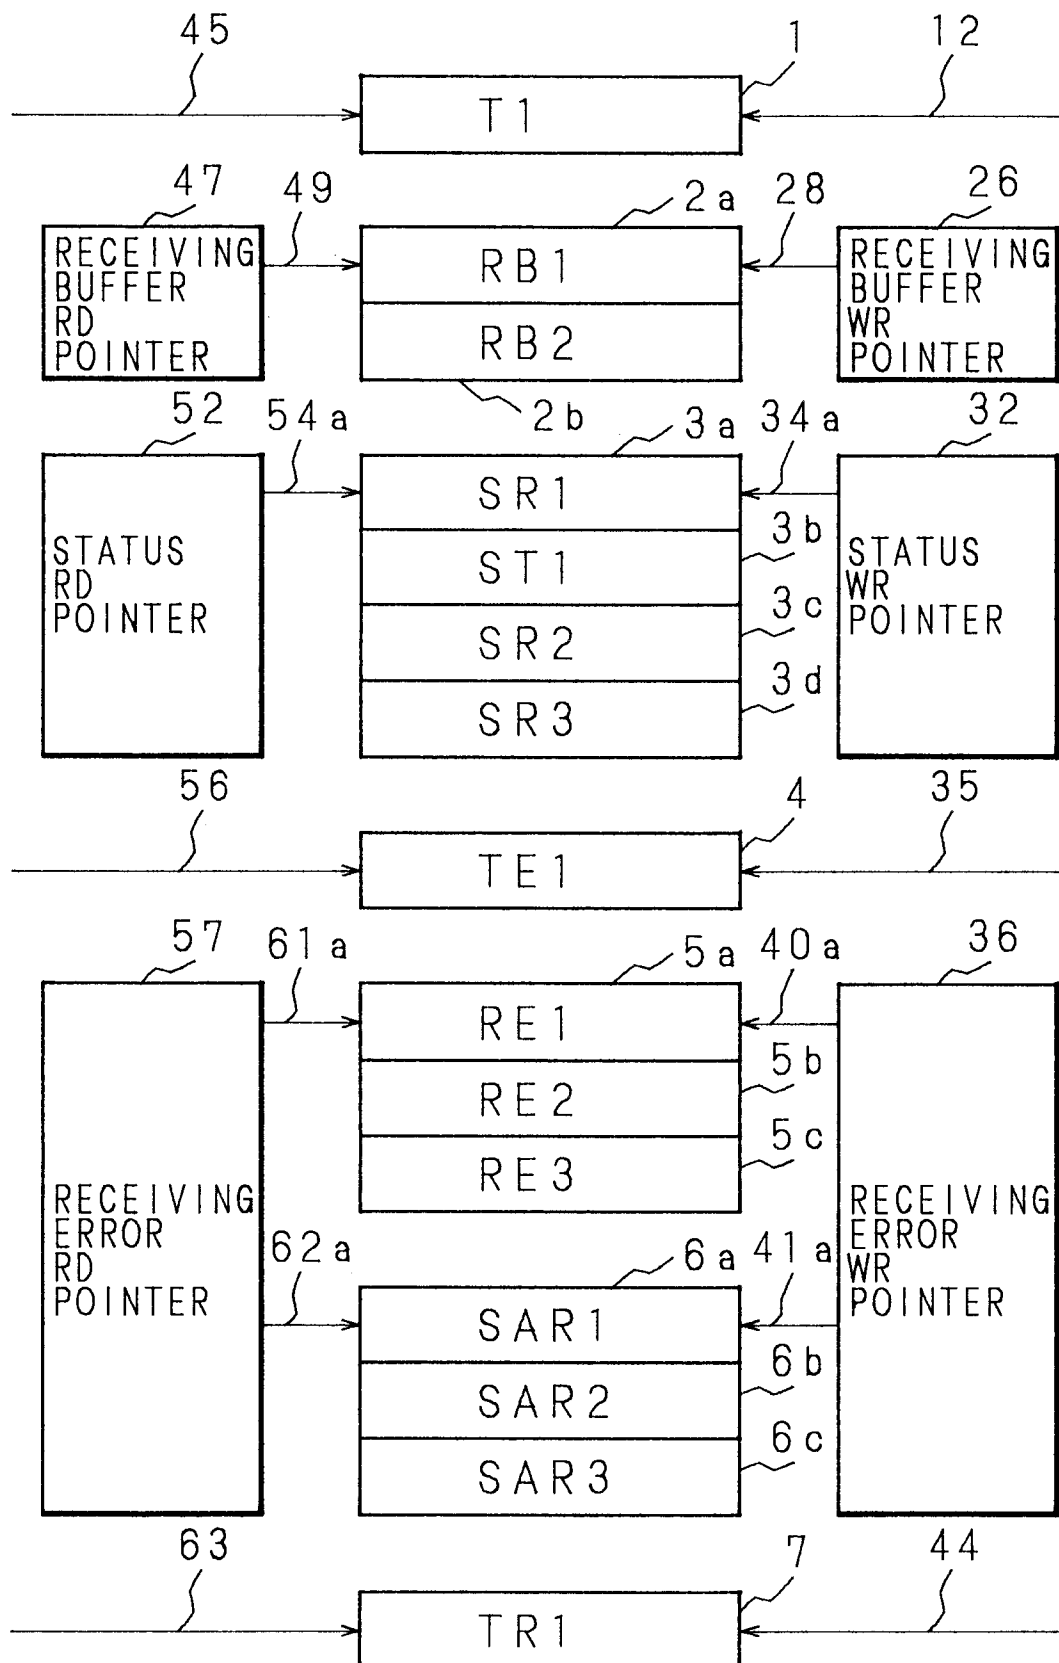 45 1 12
T1
47 49 2a 28 26
RECEIVING BUFFER RD POINTER
RB1
RB2
RECEIVING BUFFER WR POINTER
52 54a 2b 3a 34a 32
STATUS RD POINTER
SR1
3b
ST1
3c
SR2
3d
SR3
STATUS WR POINTER
56 4 35
TE1
57 61a 5a 40a 36
RE1
5b
RE2
5c
RE3
RECEIVING ERROR RD POINTER
RECEIVING ERROR WR POINTER
62a 6a 41a
SAR1
6b
SAR2
6c
SAR3
63 7 44
TR1